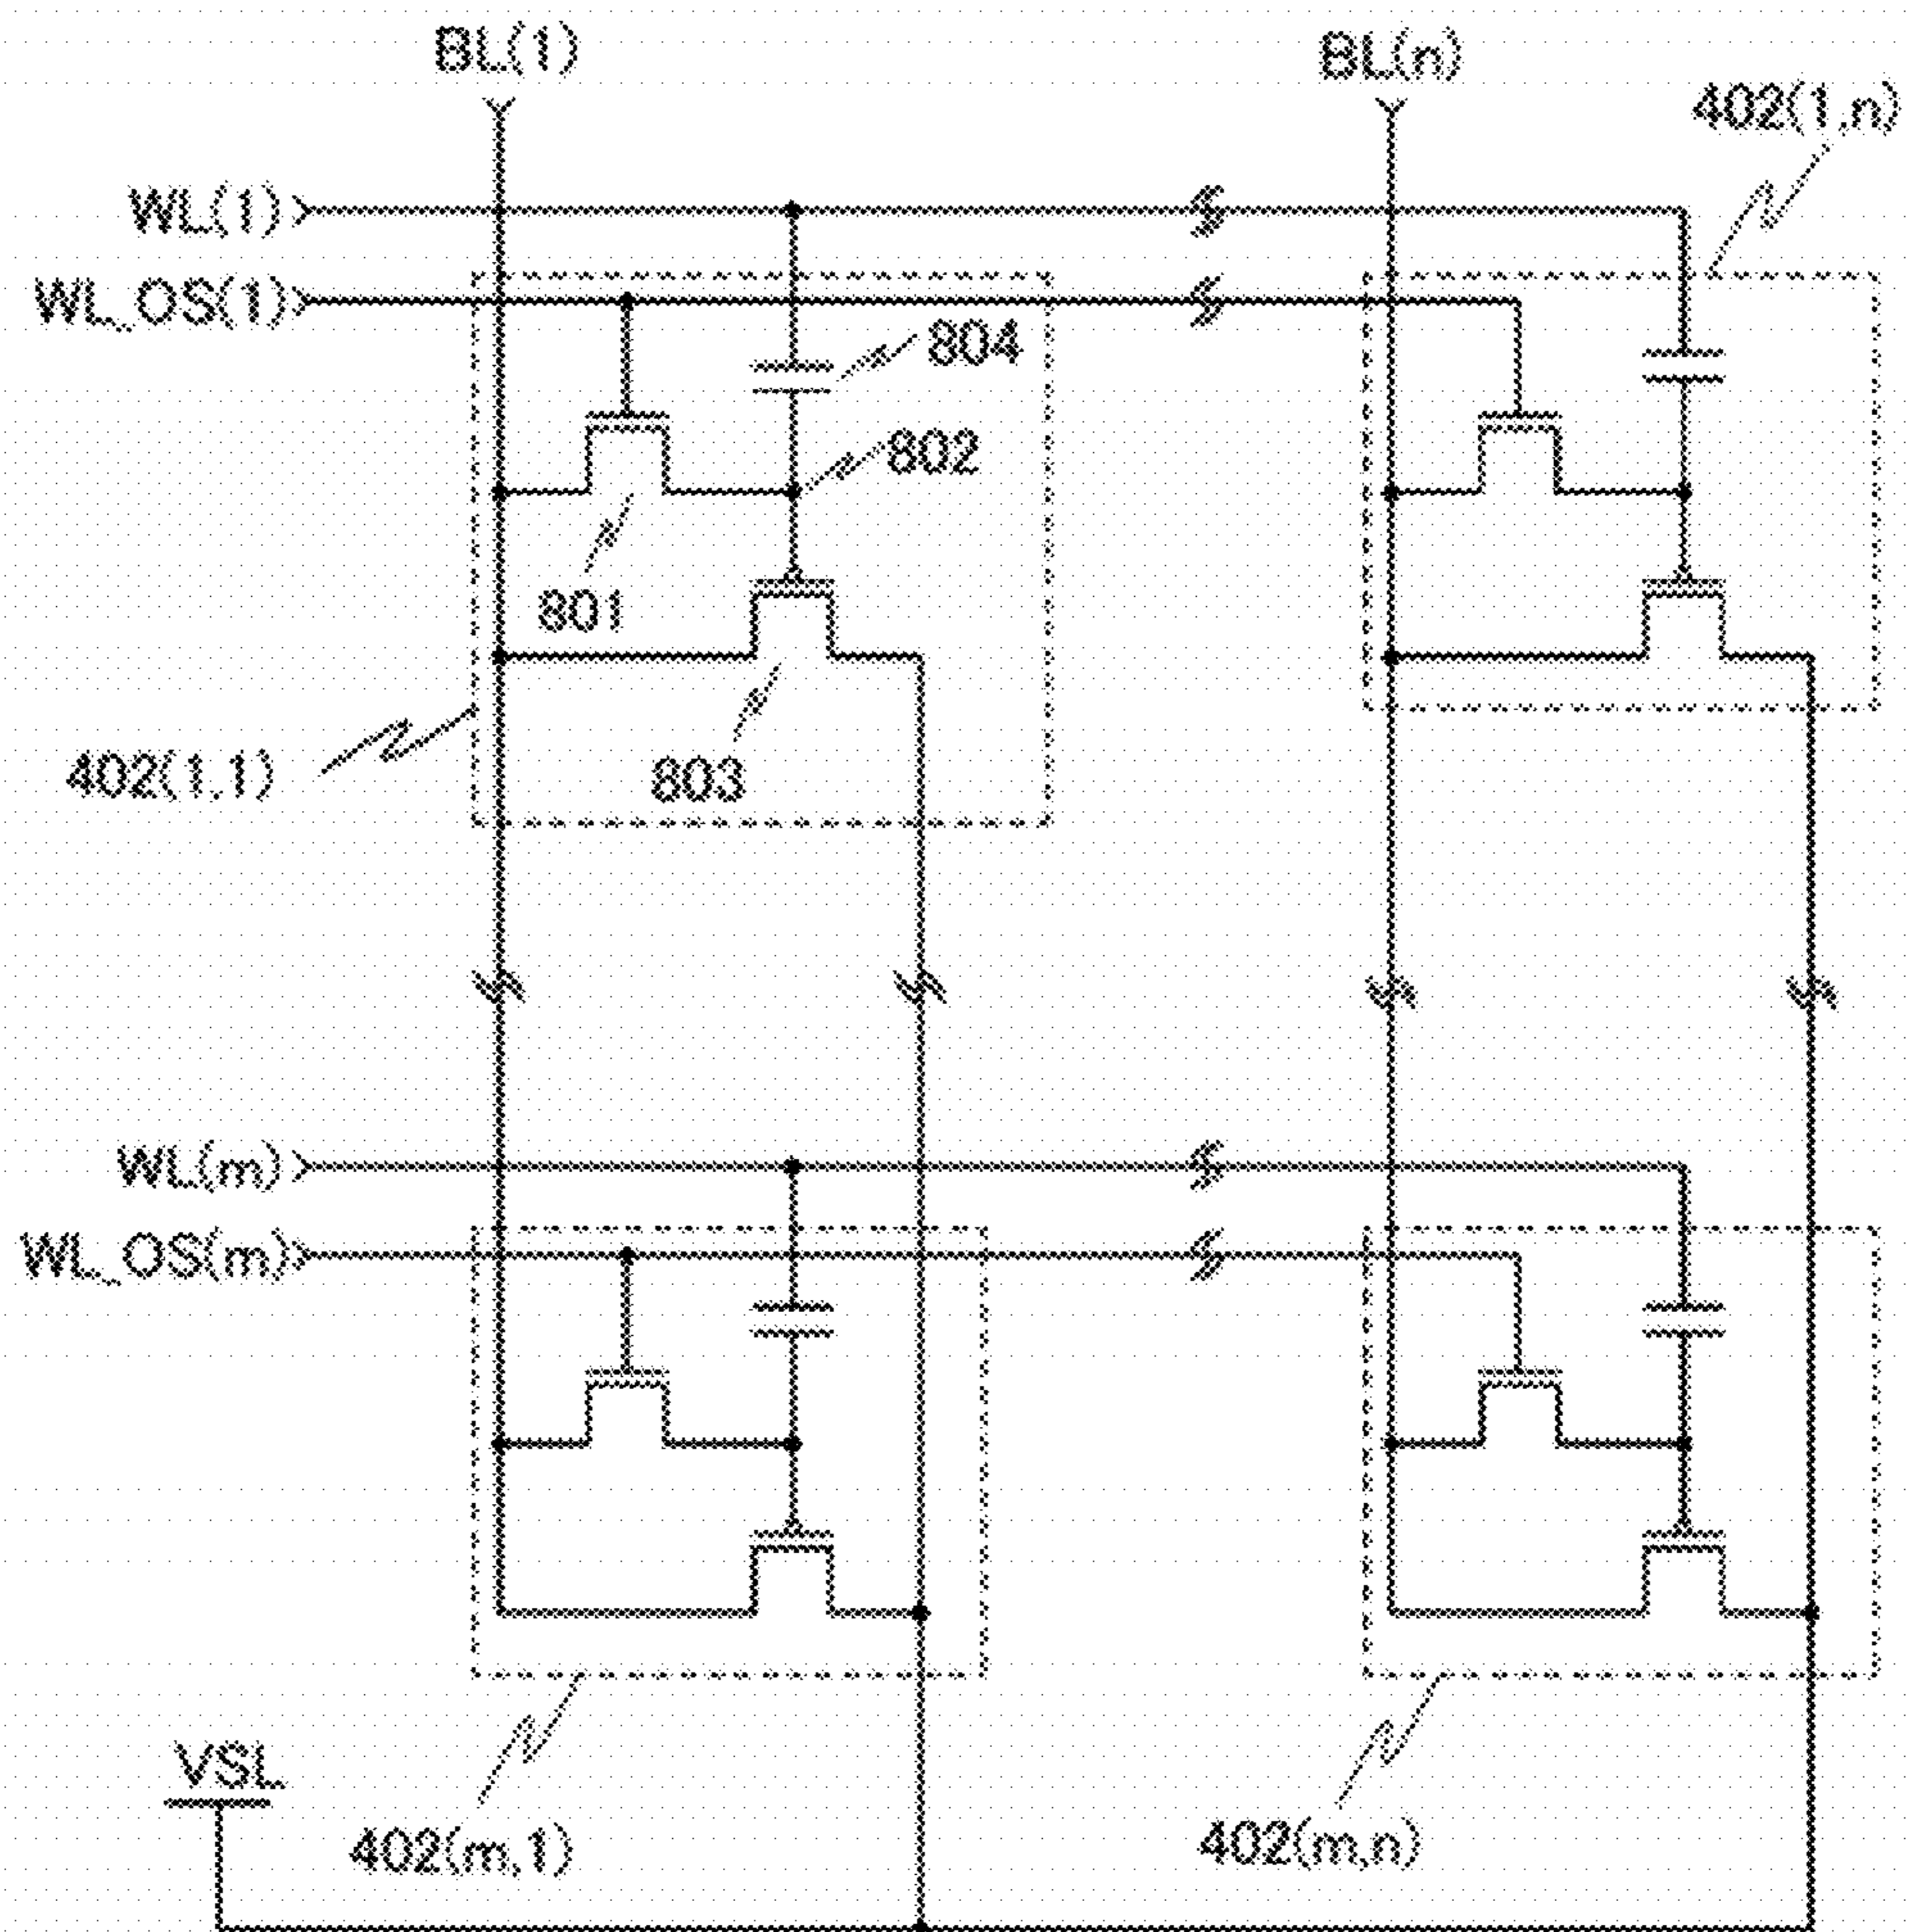 BL(1)
BL(n)
402(1,n)
WL(1)
WL_OS(1)
804
802
801
402(1,1)
803
WL(m)
WL_OS(m)
VSL
402(m,1)
402(m,n)